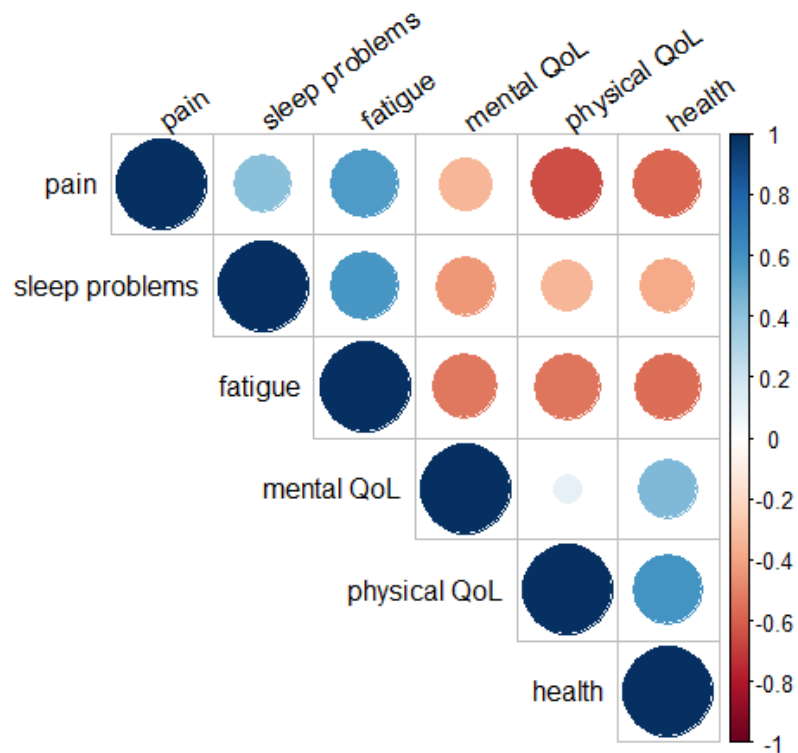 pain
sleep problems
fatigue
mental QoL
physical QoL
health
pain
sleep problems
fatigue
mental QoL
physical QoL
health
1
0.8
0.6
0.4
0.2
0
-0.2
-0.4
-0.6
-0.8
-1